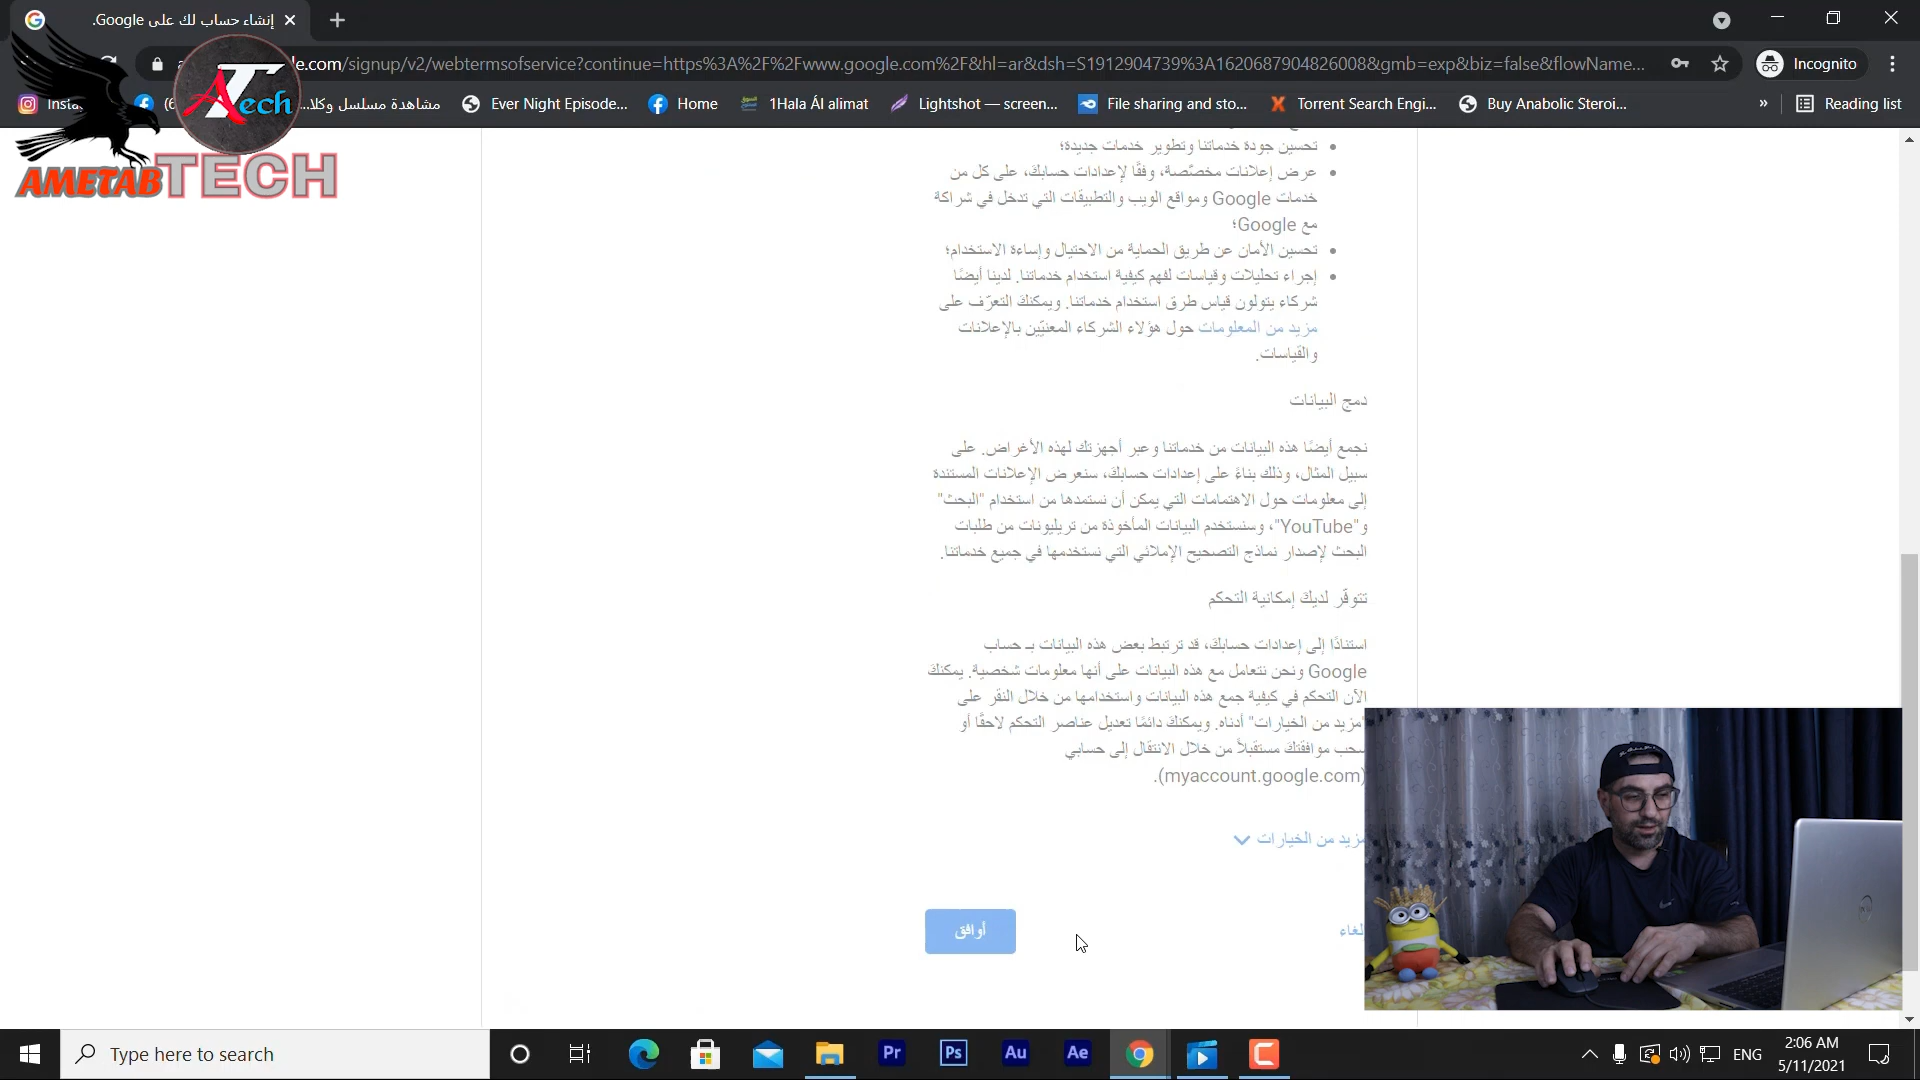 إنشاء حساب لك على Google.
le.com/signup/v2/webtermsofservice?continue=https%3A%2F%2Fwww.google.com%2F&hl=ar&dsh=S1912904739%3A1620687904826008&gmb=exp&biz=false&flowName...
Incognito
Insta
(6
مشاهدة مسلسل وكلا...
Ever Night Episode...
Home
1Hala Ál alimat
Lightshot — screen...
File sharing and sto...
Torrent Search Engi...
Buy Anabolic Steroi...
»
Reading list
ATech
AMETABTECH
تحسين جودة خدماتنا وتطوير خدمات جديدة؛
عرض إعلانات مخصّصة، وفقًا لإعدادات حسابك، على كل من
خدمات Google ومواقع الويب والتطبيقات التي تدخل في شراكة
مع Google؛
تحسين الأمان عن طريق الحماية من الاحتيال وإساءة الاستخدام؛
إجراء تحليلات وقياسات لفهم كيفية استخدام خدماتنا. لدينا أيضًا
شركاء يتولون قياس طرق استخدام خدماتنا. ويمكنك التعرّف على
مزيد من المعلومات حول هؤلاء الشركاء المعنيّين بالإعلانات
والقياسات.
دمج البيانات
نجمع أيضًا هذه البيانات من خدماتنا وعبر أجهزتك لهذه الأغراض. على
سبيل المثال، وذلك بناءً على إعدادات حسابك، سنعرض الإعلانات المستندة
إلى معلومات حول الاهتمامات التي يمكن أن نستمدها من استخدام "البحث"
و"YouTube"، وسنستخدم البيانات المأخوذة من تريليونات من طلبات
البحث لإصدار نماذج التصحيح الإملائي التي نستخدمها في جميع خدماتنا.
تتوفّر لديك إمكانية التحكم
استنادًا إلى إعدادات حسابك، قد ترتبط بعض هذه البيانات بـ حساب
Google ونحن نتعامل مع هذه البيانات على أنها معلومات شخصية. يمكنك
الآن التحكم في كيفية جمع هذه البيانات واستخدامها من خلال النقر على
"مزيد من الخيارات" أدناه. ويمكنك دائمًا تعديل عناصر التحكم لاحقًا أو
سحب موافقتك مستقبلاً من خلال الانتقال إلى حسابي
(myaccount.google.com).
مزيد من الخيارات
لغاء
أوافق
Type here to search
Pr
Ps
Au
Ae
ENG
2:06 AM
5/11/2021